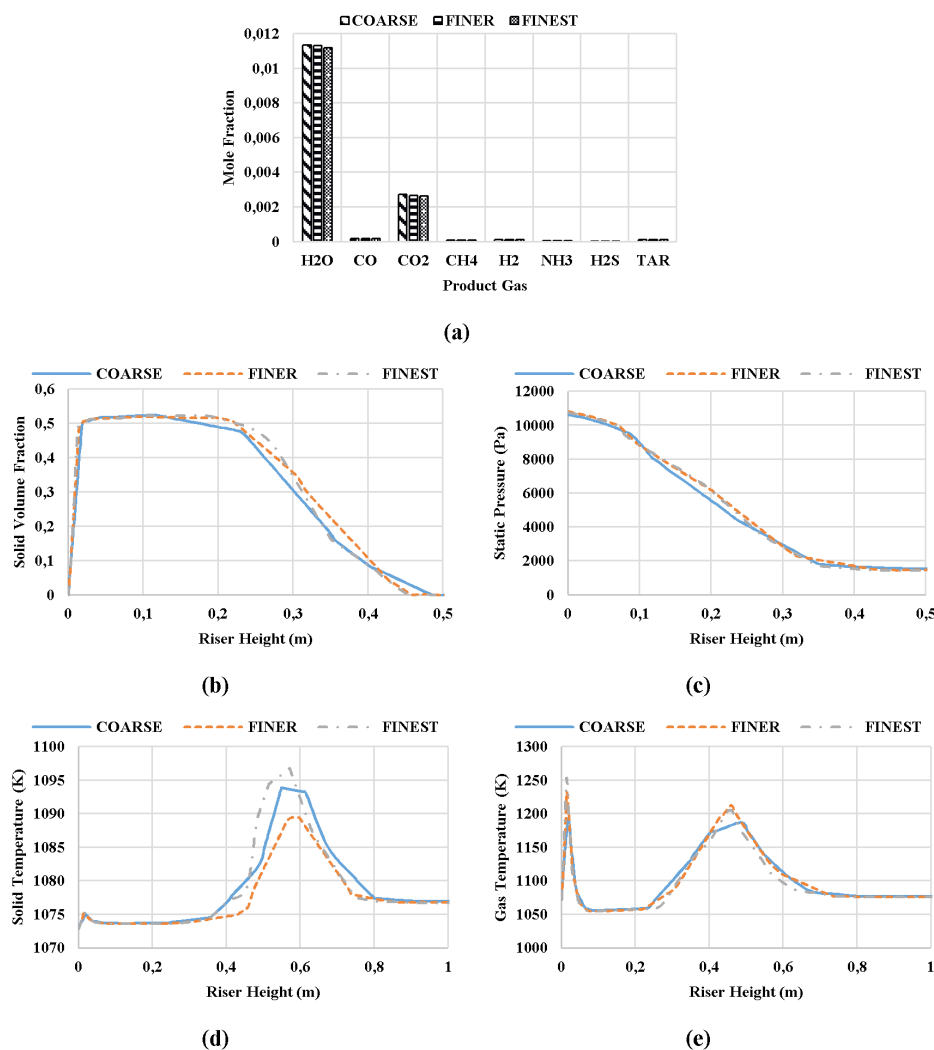 COARSE FINER FINEST
0,012
0,01
0,008
0,006
0,004
0,002
0
Mole Fraction
H2O CO CO2 CH4 H2 NH3 H2S TAR
Product Gas
(a)
COARSE FINER FINEST
0,6
0,5
0,4
0,3
0,2
0,1
0
Solid Volume Fraction
0 0,1 0,2 0,3 0,4 0,5
Riser Height (m)
(b)
COARSE FINER FINEST
12000
10000
8000
6000
4000
2000
0
Static Pressure (Pa)
0 0,1 0,2 0,3 0,4 0,5
Riser Height (m)
(c)
COARSE FINER FINEST
1100
1095
1090
1085
1080
1075
1070
Solid Temperature (K)
0 0,2 0,4 0,6 0,8 1
Riser Height (m)
(d)
COARSE FINER FINEST
1300
1250
1200
1150
1100
1050
1000
Gas Temperature (K)
0 0,2 0,4 0,6 0,8 1
Riser Height (m)
(e)